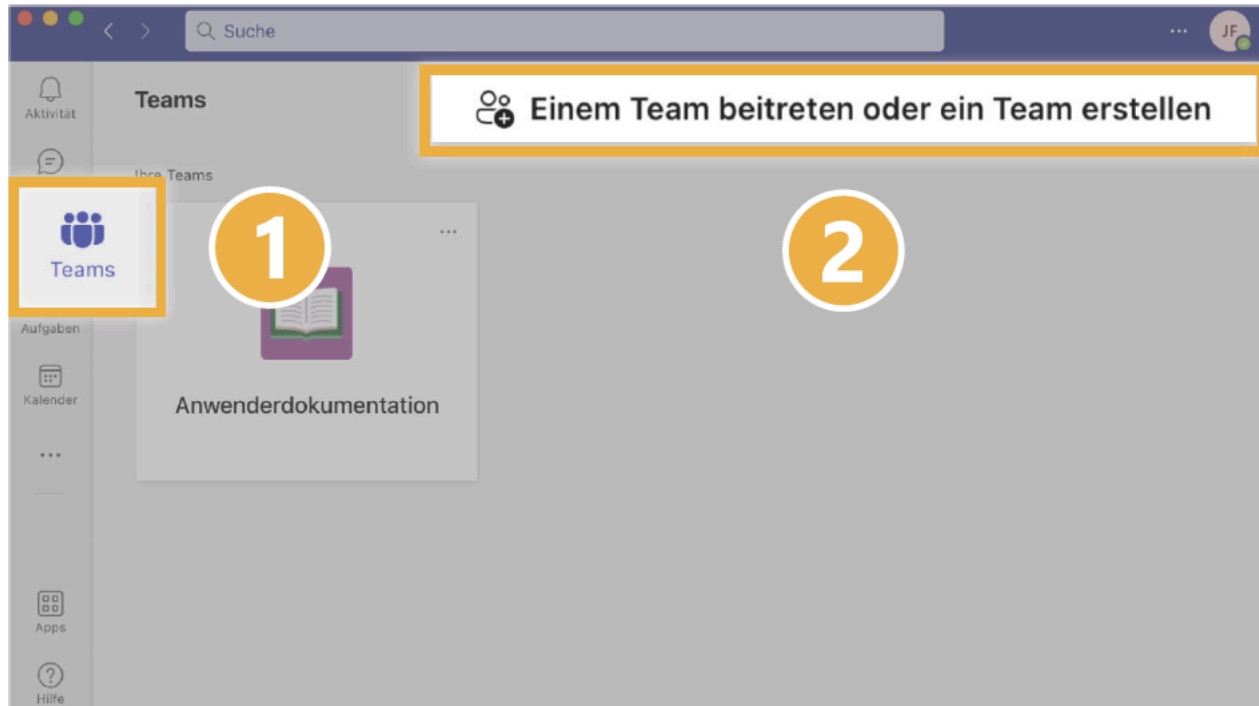 Suche
JF
Aktivität
Teams
Einem Team beitreten oder ein Team erstellen
Ihre Teams
Teams
1
2
Aufgaben
Kalender
Anwenderdokumentation
Apps
Hilfe